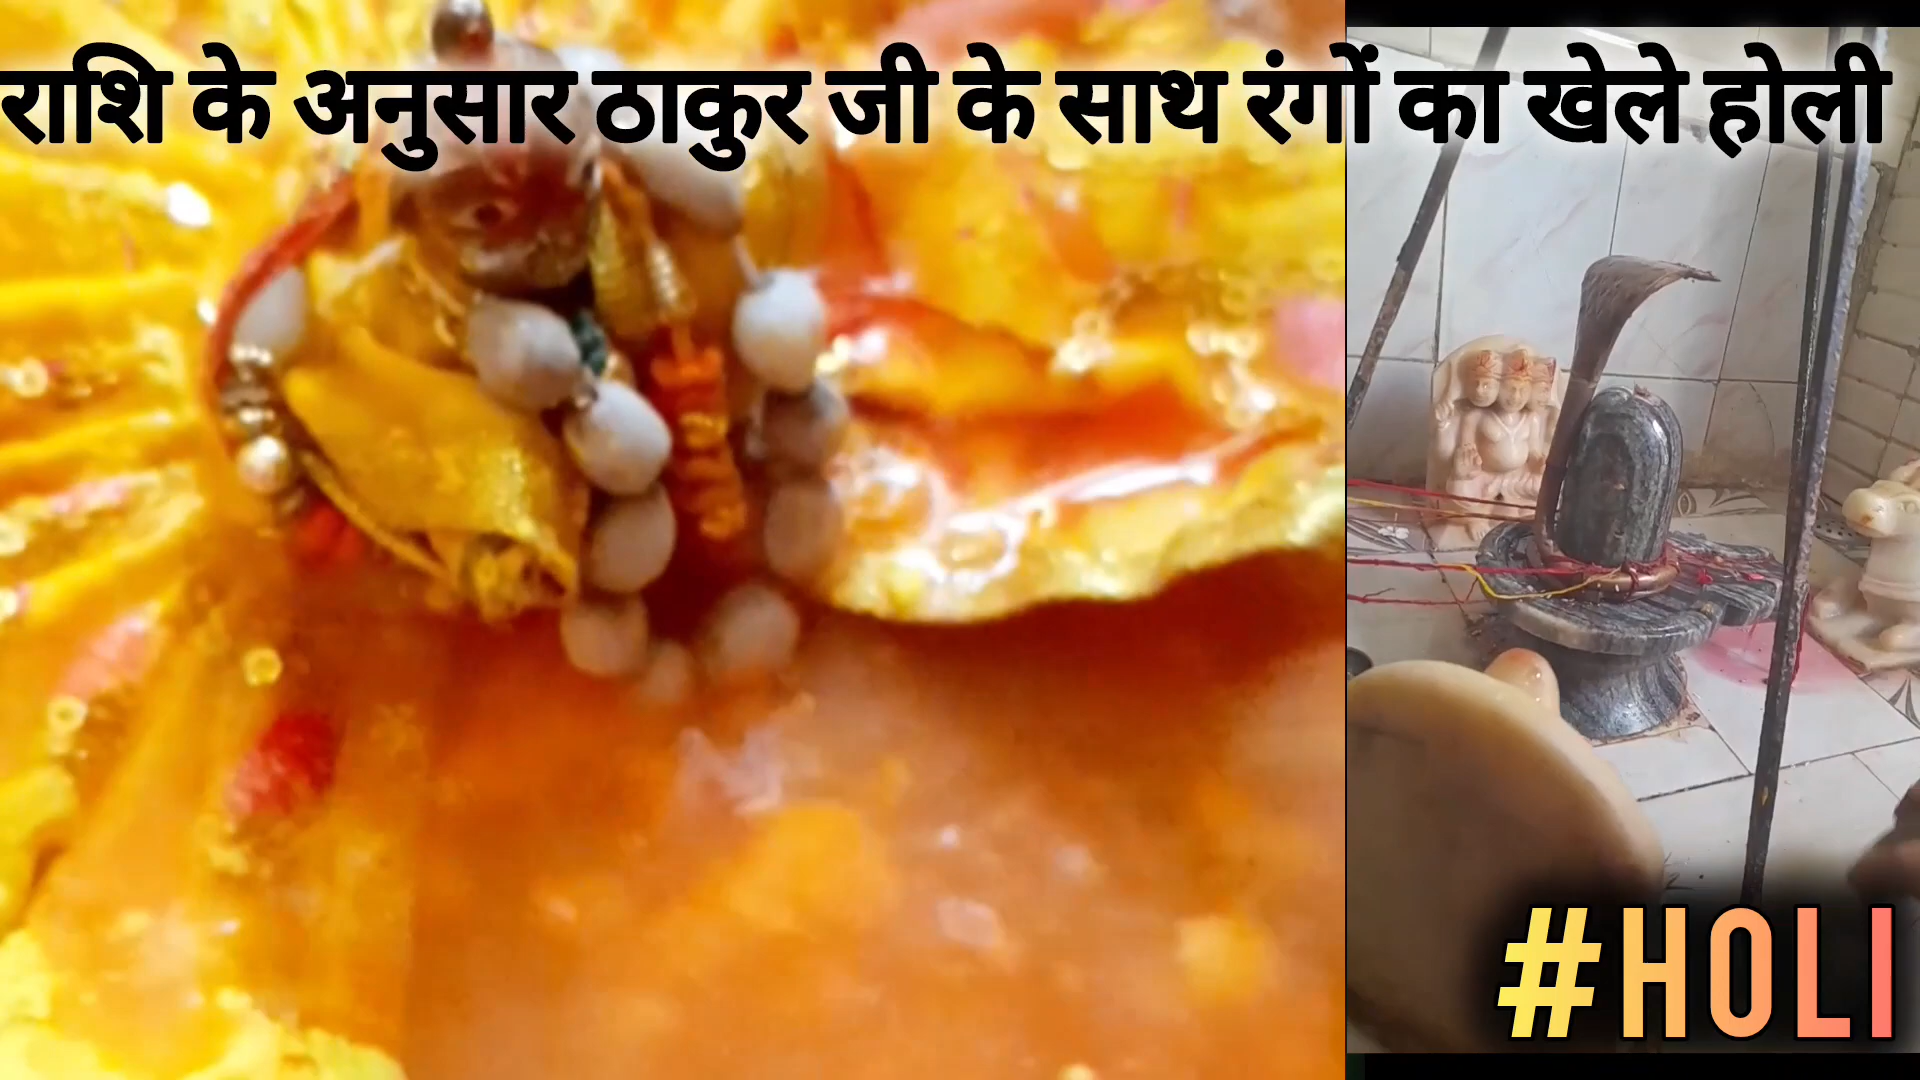 राशि के अनुसार ठाकुर जी के साथ रंगों का खेले होली
#HOLI